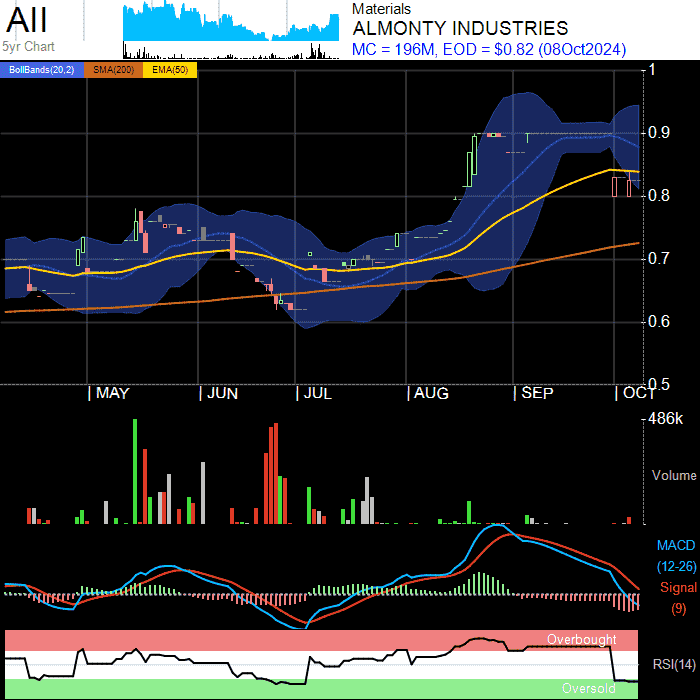 AII
5yr Chart
Materials
ALMONTY INDUSTRIES
MC = 196M, EOD = $0.82 (08Oct2024)
BollBands(20,2) SMA(200) EMA(50)
1
0.9
0.8
0.7
0.6
0.5
MAY JUN JUL AUG SEP OCT
486k
Volume
MACD
(12-26)
Signal
(9)
Overbought
RSI(14)
Oversold